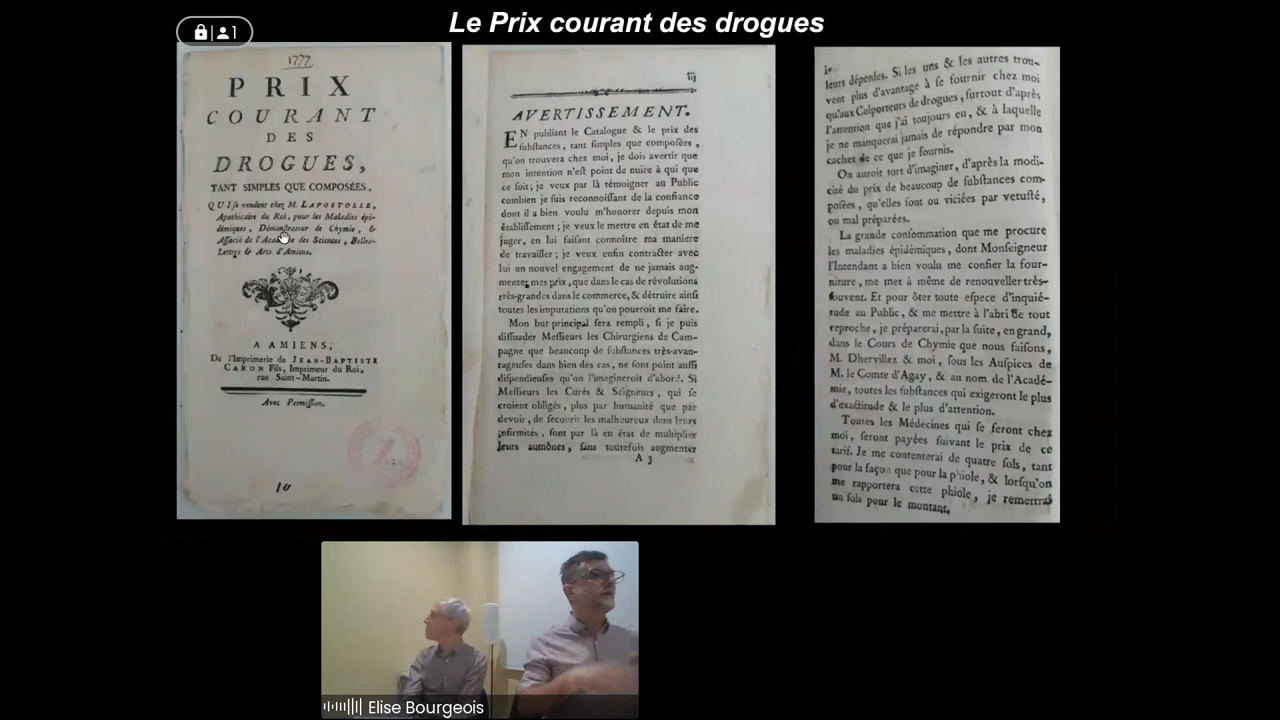 Le Prix courant des drogues
1
1777
PRIX
COURANT
DES
DROGUES,
TANT SIMPLES QUE COMPOSÉES,
QUI se vendent chez M. LAPOSTOLLE,
Apothicaire du Roi, pour les Maladies épi-
démiques, Démonstrateur de Chymie, &
Associé de l'Académie des Sciences, Belles-
Lettres & Arts d'Amiens.
A AMIENS,
De l'Imprimerie de JEAN-BAPTISTE
CARON Fils, Imprimeur du Roi,
rue Saint-Martin.
Avec Permission.
10
iij
AVERTISSEMENT.
EN publiant le Catalogue & le prix des
substances, tant simples que composées,
qu'on trouvera chez moi, je dois avertir que
mon intention n'est point de nuire à qui que
ce soit; je veux par là témoigner au Public
combien je suis reconnoissant de la confiance
dont il a bien voulu m'honorer depuis mon
établissement; je veux le mettre en état de me
juger, en lui faisant connoître ma maniere
de travailler; je veux enfin contracter avec
lui un nouvel engagement de ne jamais aug-
menter mes prix, que dans le cas de révolutions
très-grandes dans le commerce, & détruire ainsi
toutes les imputations qu'on pourroit me faire.
Mon but principal sera rempli, si je puis
dissuader Messieurs les Chirurgiens de Cam-
pagne que beaucoup de substances très-avan-
tageuses dans bien des cas, ne sont point aussi
dispendieuses qu'on l'imagineroit d'abord. Si
Messieurs les Curés & Seigneurs, qui se
croient obligés, plus par humanité que par
devoir, de secourir les malheureux dans leurs
infirmités, sont par là en état de multiplier
leurs aumônes, sans toutefois augmenter
A 3
iv
leurs dépenses. Si les uns & les autres trou-
vent plus d'avantage à se fournir chez moi
qu'aux Colporteurs de drogues, surtout d'après
l'attention que j'ai toujours eu, & à laquelle
je ne manquerai jamais de répondre par mon
cachet de ce que je fournis.
On auroit tort d'imaginer, d'après la modi-
cité du prix de beaucoup de substances com-
posées, qu'elles sont ou viciées par vetusté,
ou mal préparées.
La grande consommation que me procure
les maladies épidémiques, dont Monseigneur
l'Intendant a bien voulu me confier la four-
niture, me met à même de renouveller très-
souvent. Et pour ôter toute espece d'inquié-
tude au Public, & me mettre à l'abri de tout
reproche, je préparerai, par la suite, en grand,
dans le Cours de Chymie que nous faisons,
M. Dhervillez & moi, sous les Auspices de
M. le Comte d'Agay, & au nom de l'Acadé-
mie, toutes les substances qui exigeront le plus
d'exactitude & le plus d'attention.
Toutes les Médecines qui se feront chez
moi, seront payées suivant le prix de ce
tarif. Je me contenterai de quatre sols, tant
pour la façon que pour la phiole, & lorsqu'on
me rapportera cette phiole, je remettrai
un sols pour le montant.
Elise Bourgeois